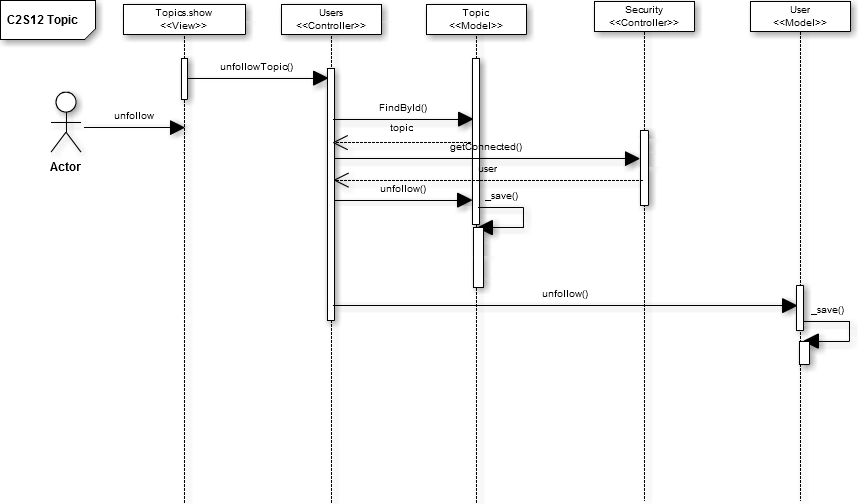 C2S12 Topic
Topics.show
<<View>>
Users
<<Controller>>
Topic
<<Model>>
Security
<<Controller>>
User
<<Model>>
unfollowTopic()
FindById()
unfollow
topic
getConnected()
Actor
user
unfollow()
_save()
unfollow()
_save()